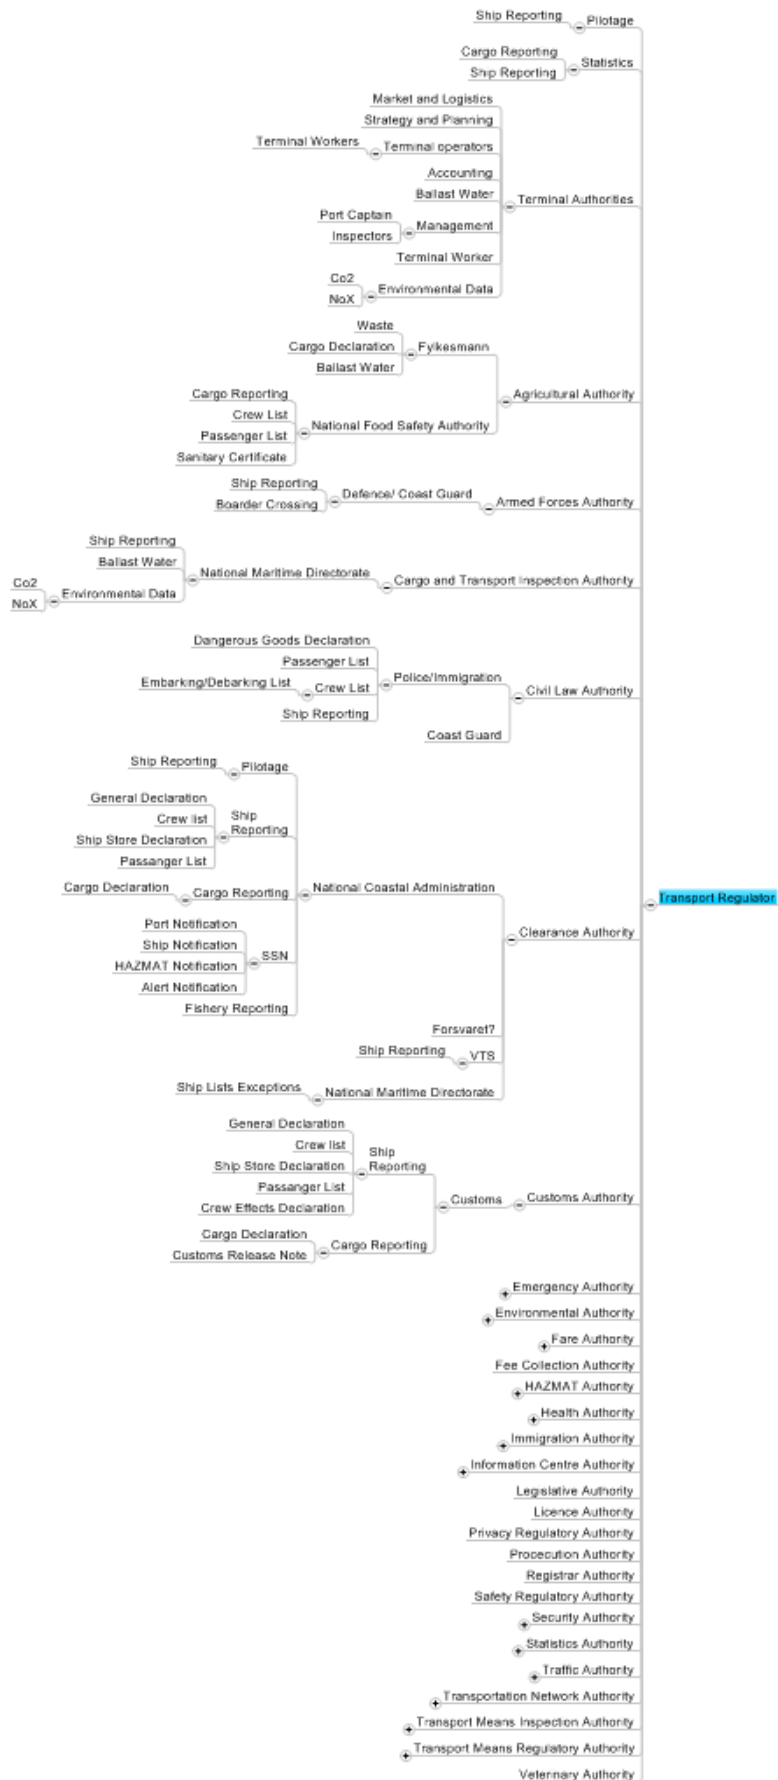 Ship Reporting
Pilotage
Cargo Reporting
Statistics
Ship Reporting
Market and Logistics
Strategy and Planning
Terminal Workers
Terminal operators
Accounting
Ballast Water
Terminal Authorities
Port Captain
Management
Inspectors
Terminal Worker
Co2
Environmental Data
NoX
Waste
Cargo Declaration
Fylkesmann
Ballast Water
Agricultural Authority
Cargo Reporting
Crew List
National Food Safety Authority
Passenger List
Sanitary Certificate
Ship Reporting
Defence/ Coast Guard
Armed Forces Authority
Boarder Crossing
Ship Reporting
Ballast Water
National Maritime Directorate
Cargo and Transport Inspection Authority
Co2
Environmental Data
NoX
Dangerous Goods Declaration
Passenger List
Police/Immigration
Embarking/Debarking List
Crew List
Civil Law Authority
Ship Reporting
Coast Guard
Ship Reporting
Pilotage
General Declaration
Crew list
Ship
Reporting
Ship Store Declaration
Passanger List
Cargo Declaration
Cargo Reporting
National Coastal Administration
Transport Regulator
Port Notification
Ship Notification
SSN
Clearance Authority
HAZMAT Notification
Alert Notification
Fishery Reporting
Forsvaret?
Ship Reporting
VTS
Ship Lists Exceptions
National Maritime Directorate
General Declaration
Crew list
Ship
Reporting
Ship Store Declaration
Passanger List
Crew Effects Declaration
Customs
Customs Authority
Cargo Declaration
Cargo Reporting
Customs Release Note
Emergency Authority
Environmental Authority
Fare Authority
Fee Collection Authority
HAZMAT Authority
Health Authority
Immigration Authority
Information Centre Authority
Legislative Authority
Licence Authority
Privacy Regulatory Authority
Procecution Authority
Registrar Authority
Safety Regulatory Authority
Security Authority
Statistics Authority
Traffic Authority
Transportation Network Authority
Transport Means Inspection Authority
Transport Means Regulatory Authority
Veterinary Authority